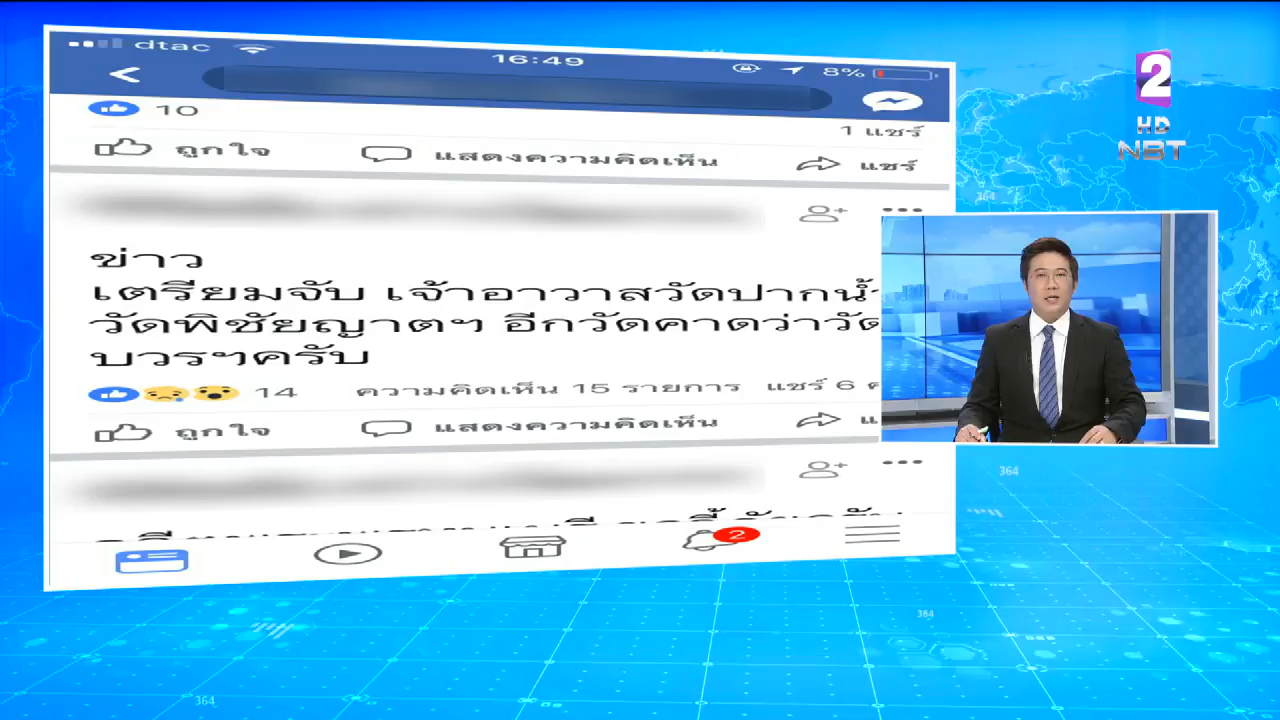 dtac 16:49 8%
10
1 แชร์
ถูกใจ แสดงความคิดเห็น แชร์
ข่าว
เตรียมจับ เจ้าอาวาสวัดปากน้ำ
วัดพิชัยญาตฯ อีกวัดคาดว่าวัด
บวรฯครับ
14 ความคิดเห็น 15 รายการ แชร์ 6
ถูกใจ แสดงความคิดเห็น
2
2
HD
NBT
364
364
384
364